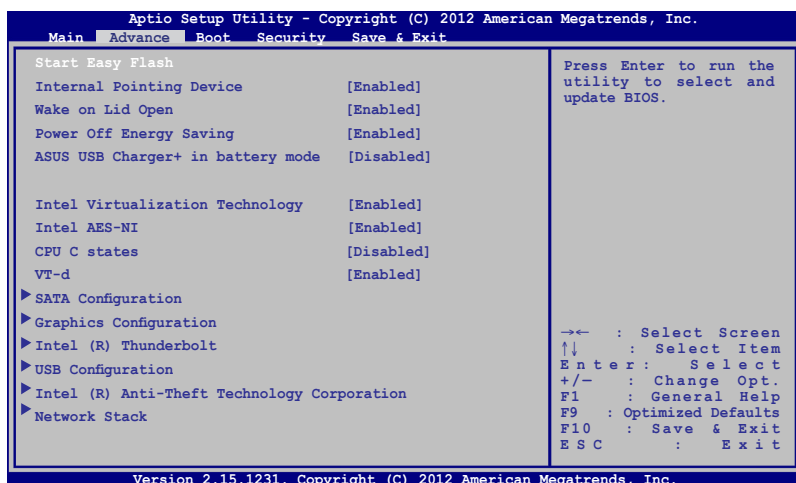 Aptio Setup Utility - Copyright (C) 2012 American Megatrends, Inc.
Main Advance Boot Security Save & Exit
Start Easy Flash
Internal Pointing Device [Enabled]
Wake on Lid Open [Enabled]
Power Off Energy Saving [Enabled]
ASUS USB Charger+ in battery mode [Disabled]
Intel Virtualization Technology [Enabled]
Intel AES-NI [Enabled]
CPU C states [Disabled]
VT-d [Enabled]
SATA Configuration
Graphics Configuration
Intel (R) Thunderbolt
USB Configuration
Intel (R) Anti-Theft Technology Corporation
Network Stack
Press Enter to run the
utility to select and
update BIOS.
→← : Select Screen
↑↓ : Select Item
Enter: Select
+/— : Change Opt.
F1 : General Help
F9 : Optimized Defaults
F10 : Save & Exit
ESC : Exit
Version 2.15.1231. Copyright (C) 2012 American Megatrends, Inc.